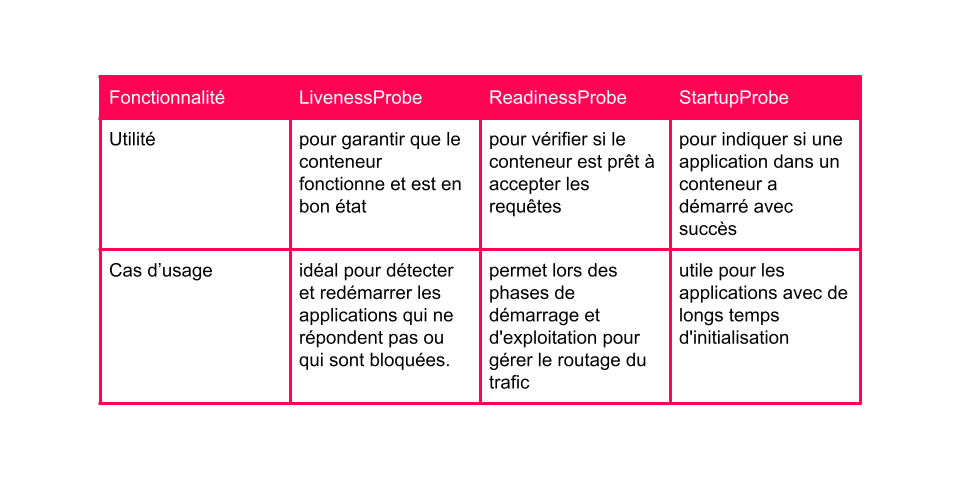 Fonctionnalité
LivenessProbe
ReadinessProbe
StartupProbe
Utilité
pour garantir que le
conteneur
fonctionne et est en
bon état
pour vérifier si le
conteneur est prêt à
accepter les
requêtes
pour indiquer si une
application dans un
conteneur a
démarré avec
succès
Cas d’usage
idéal pour détecter
et redémarrer les
applications qui ne
répondent pas ou
qui sont bloquées.
permet lors des
phases de
démarrage et
d'exploitation pour
gérer le routage du
trafic
utile pour les
applications avec de
longs temps
d'initialisation